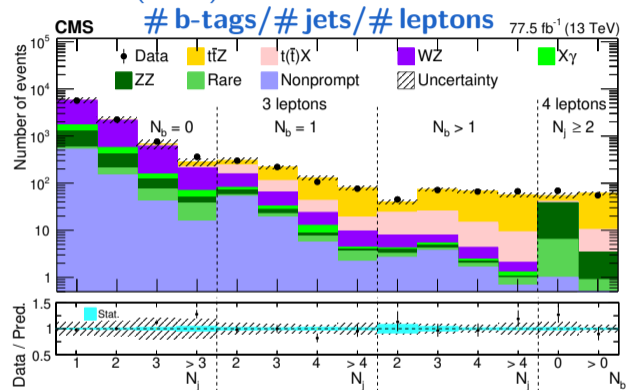 # b-tags/# jets/# leptons
CMS 77.5 fb⁻¹ (13 TeV)
Number of events
10⁵
10⁴
10³
10²
10
1
Data tt̄Z t(t̄)X WZ Xγ
ZZ Rare Nonprompt Uncertainty
3 leptons 4 leptons
N_b = 0 N_b = 1 N_b > 1 N_j ≥ 2
Data / Pred.
1.5
1
0.5
Stat.
1 2 3 > 3 2 3 4 > 4 2 3 4 > 4 0 > 0
N_j N_j N_j N_b